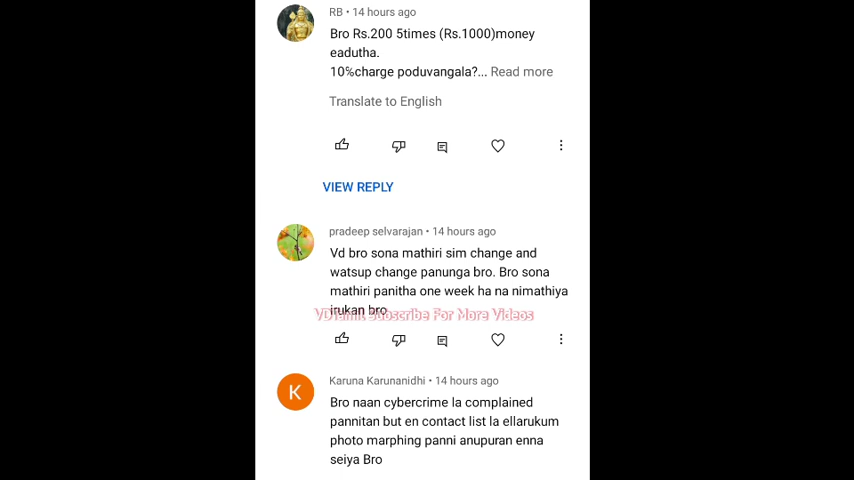 RB • 14 hours ago
Bro Rs.200 5times (Rs.1000)money
eadutha.
10%charge poduvangala?... Read more
Translate to English
VIEW REPLY
pradeep selvarajan • 14 hours ago
Vd bro sona mathiri sim change and
watsup change panunga bro. Bro sona
mathiri panitha one week ha na nimathiya
irukan bro
VDTamil Subscribe For More Videos
Karuna Karunanidhi • 14 hours ago
Bro naan cybercrime la complained
pannitan but en contact list la ellarukum
photo marphing panni anupuran enna
seiya Bro
K